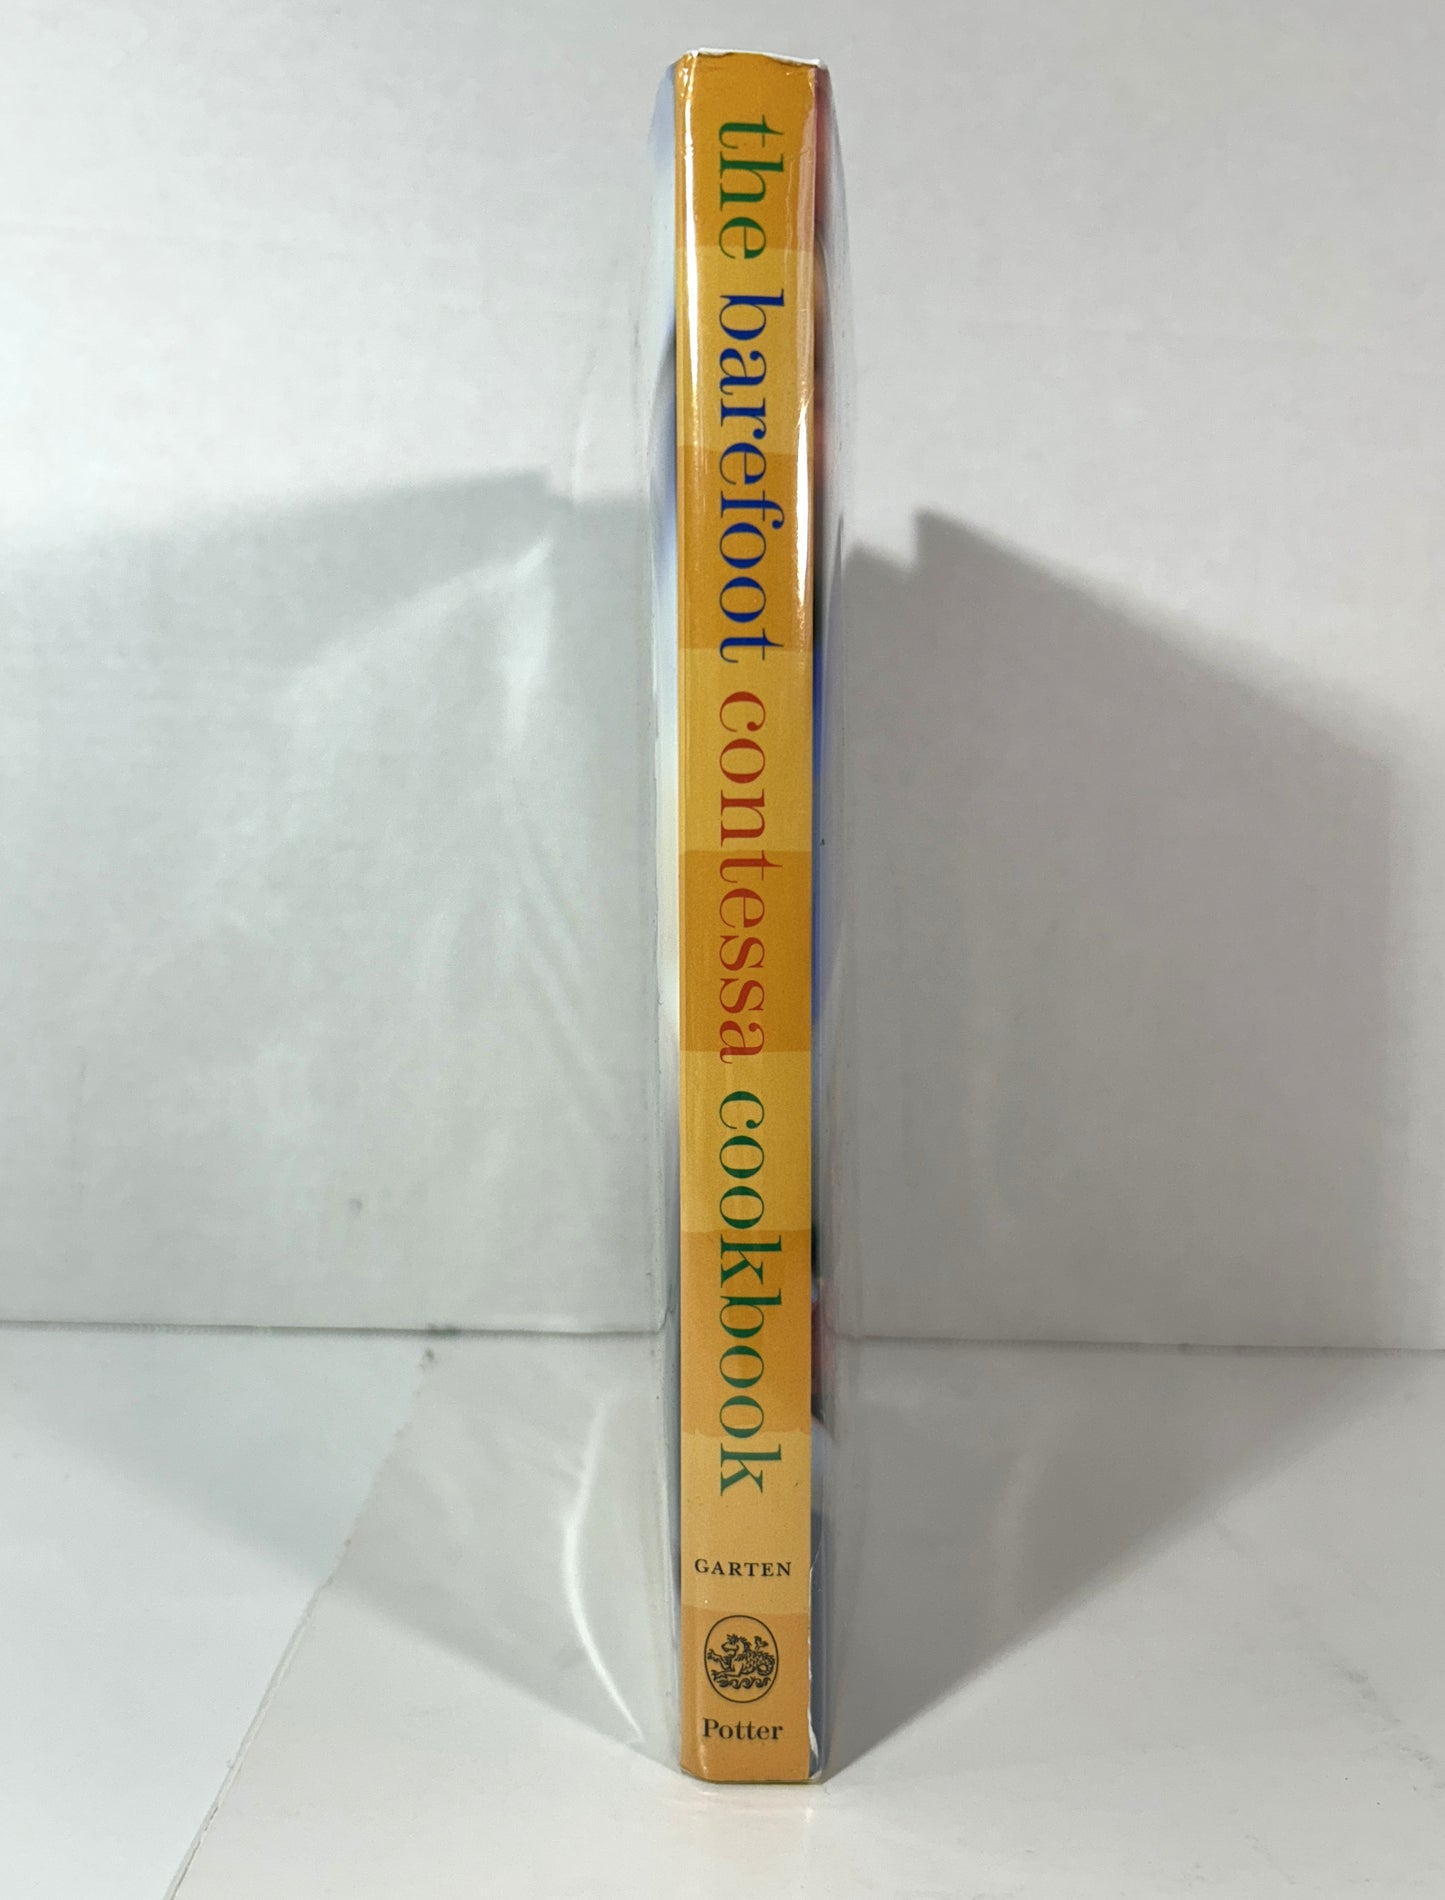 the barefoot contessa cookbook
GARTEN
Potter